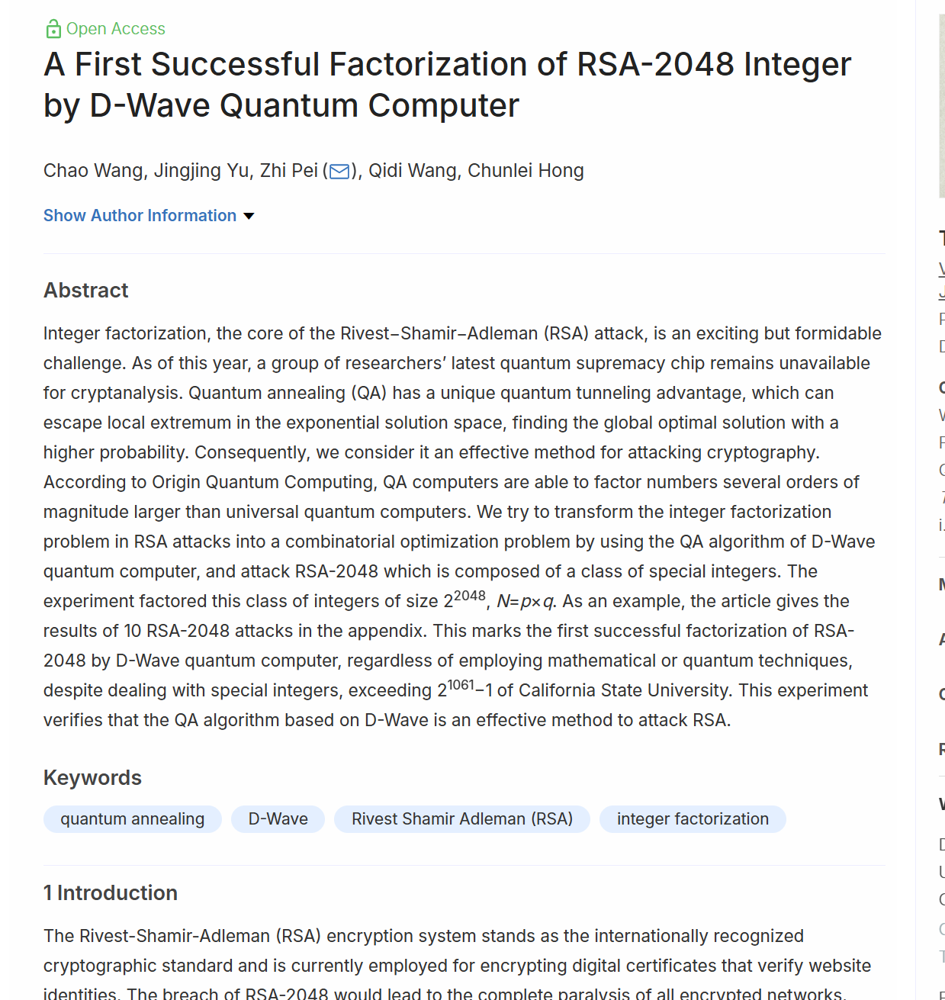 Open Access
A First Successful Factorization of RSA-2048 Integer
by D-Wave Quantum Computer
Chao Wang, Jingjing Yu, Zhi Pei (), Qidi Wang, Chunlei Hong
Show Author Information
Abstract
Integer factorization, the core of the Rivest–Shamir–Adleman (RSA) attack, is an exciting but formidable
challenge. As of this year, a group of researchers’ latest quantum supremacy chip remains unavailable
for cryptanalysis. Quantum annealing (QA) has a unique quantum tunneling advantage, which can
escape local extremum in the exponential solution space, finding the global optimal solution with a
higher probability. Consequently, we consider it an effective method for attacking cryptography.
According to Origin Quantum Computing, QA computers are able to factor numbers several orders of
magnitude larger than universal quantum computers. We try to transform the integer factorization
problem in RSA attacks into a combinatorial optimization problem by using the QA algorithm of D-Wave
quantum computer, and attack RSA-2048 which is composed of a class of special integers. The
experiment factored this class of integers of size 2^2048, N=p×q. As an example, the article gives the
results of 10 RSA-2048 attacks in the appendix. This marks the first successful factorization of RSA-
2048 by D-Wave quantum computer, regardless of employing mathematical or quantum techniques,
despite dealing with special integers, exceeding 2^1061−1 of California State University. This experiment
verifies that the QA algorithm based on D-Wave is an effective method to attack RSA.
Keywords
quantum annealing D-Wave Rivest Shamir Adleman (RSA) integer factorization
1 Introduction
The Rivest-Shamir-Adleman (RSA) encryption system stands as the internationally recognized
cryptographic standard and is currently employed for encrypting digital certificates that verify website
identities. The breach of RSA-2048 would lead to the complete paralysis of all encrypted networks.